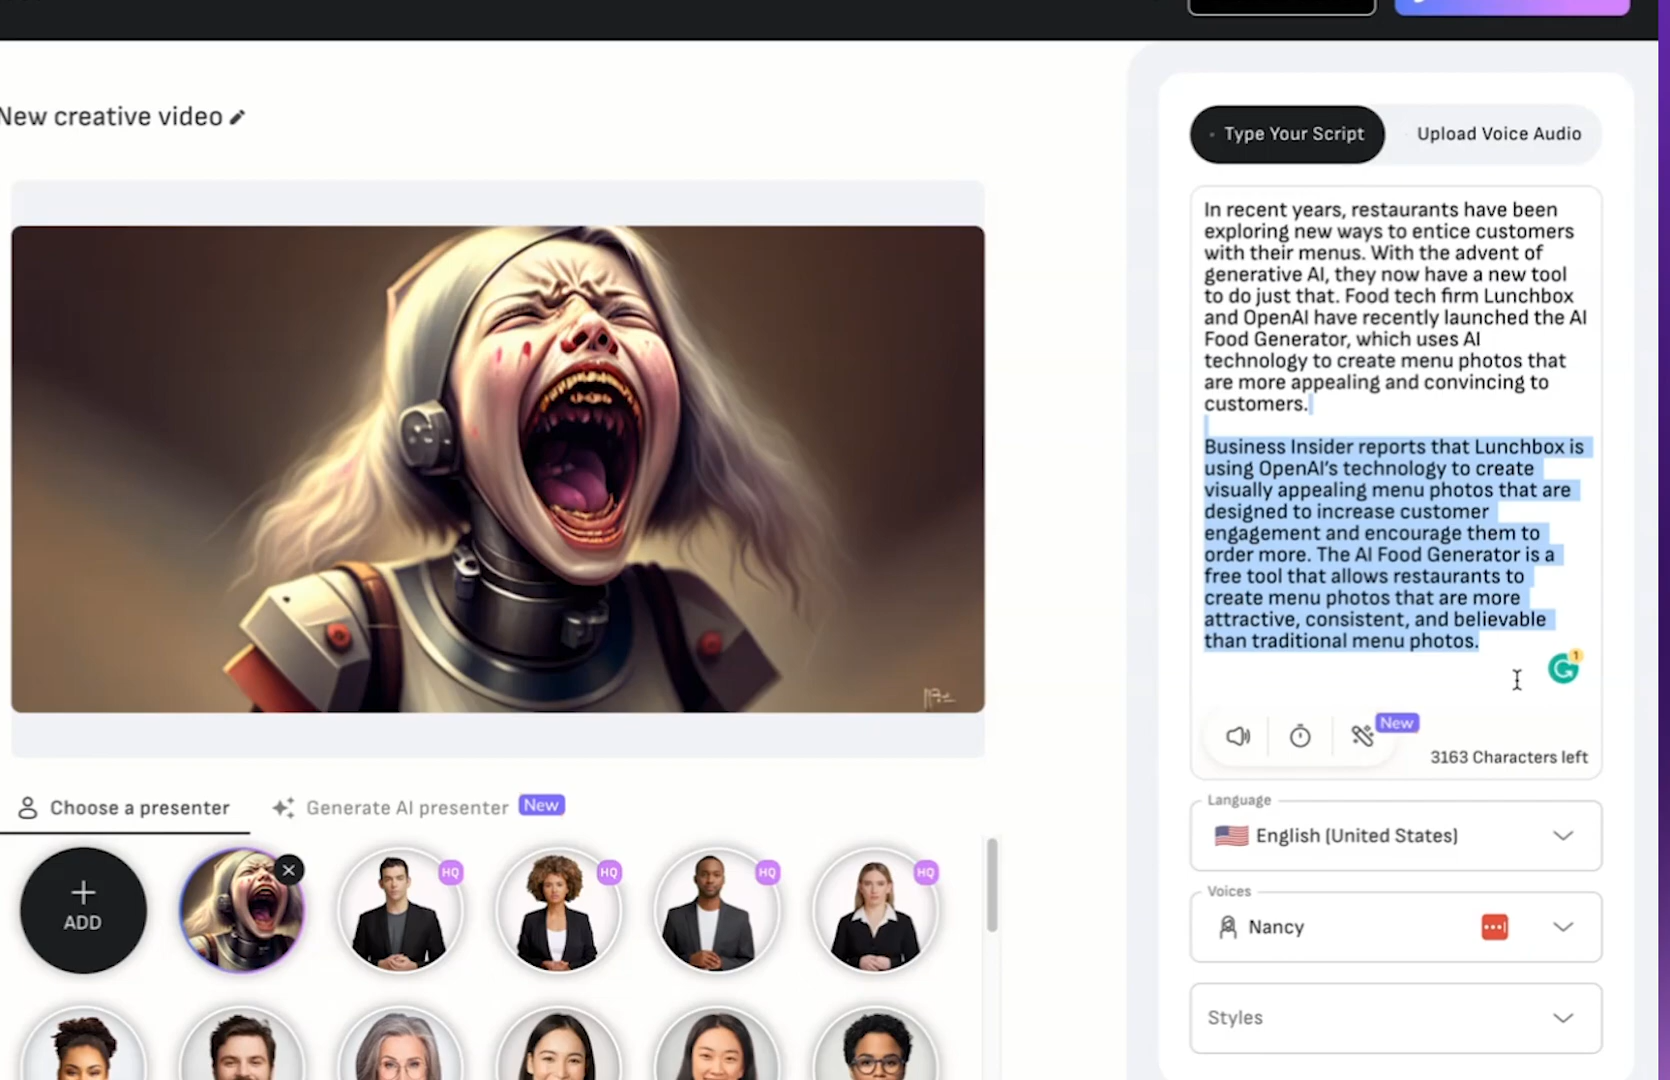 New creative video
Type Your Script
Upload Voice Audio
In recent years, restaurants have been
exploring new ways to entice customers
with their menus. With the advent of
generative AI, they now have a new tool
to do just that. Food tech firm Lunchbox
and OpenAI have recently launched the AI
Food Generator, which uses AI
technology to create menu photos that
are more appealing and convincing to
customers.
Business Insider reports that Lunchbox is
using OpenAI's technology to create
visually appealing menu photos that are
designed to increase customer
engagement and encourage them to
order more. The AI Food Generator is a
free tool that allows restaurants to
create menu photos that are more
attractive, consistent, and believable
than traditional menu photos.
1
New
3163 Characters left
Choose a presenter
Generate AI presenter New
ADD
HQ
HQ
HQ
HQ
Language
English (United States)
Voices
Nancy
Styles